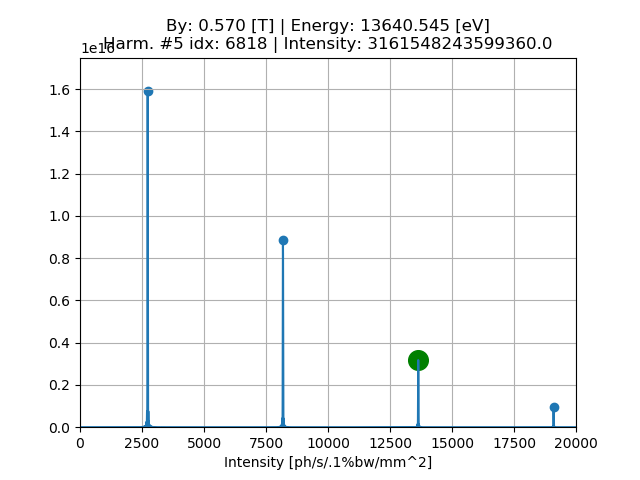 By: 0.570 [T] | Energy: 13640.545 [eV]
Harm. #5 idx: 6818 | Intensity: 3161548243599360.0
1e16
1.6
1.4
1.2
1.0
0.8
0.6
0.4
0.2
0.0
0 2500 5000 7500 10000 12500 15000 17500 20000
Intensity [ph/s/.1%bw/mm^2]